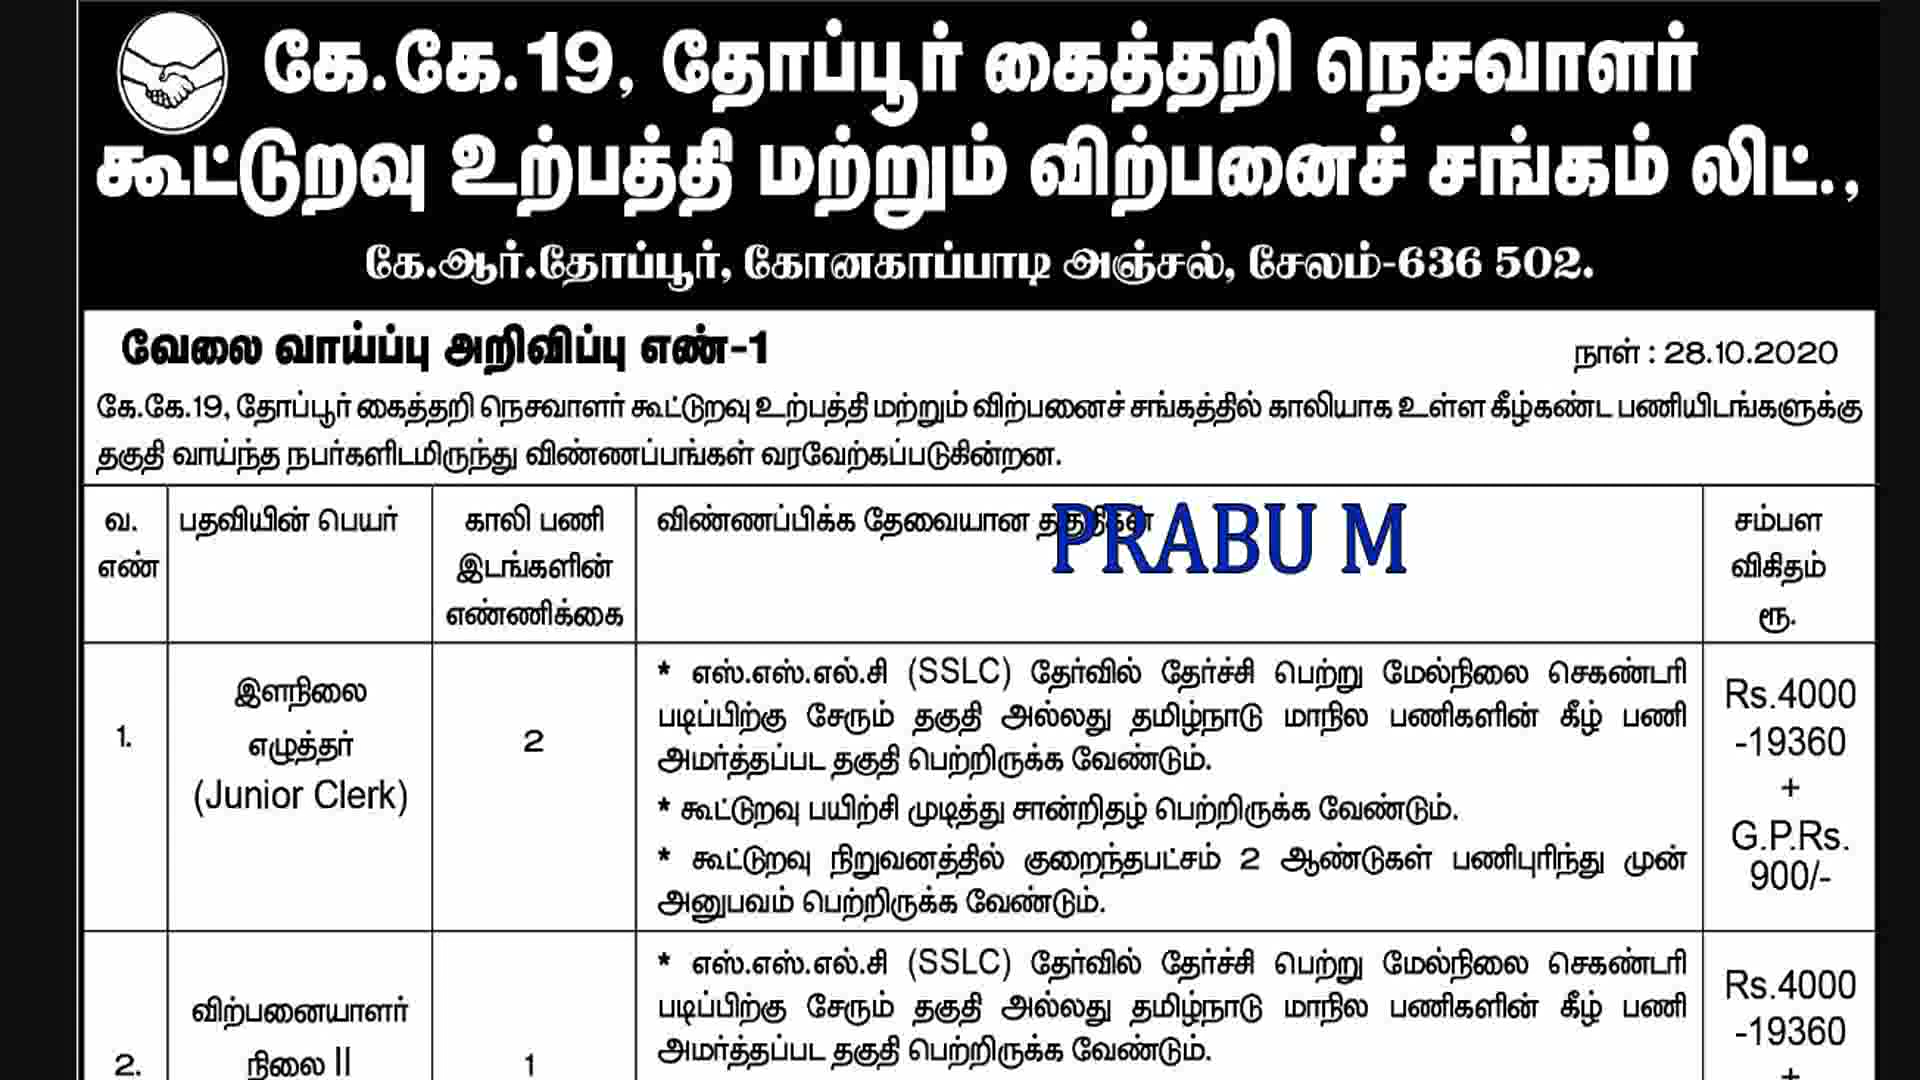 கே.கே.19, தோப்பூர் கைத்தறி நெசவாளர்
கூட்டுறவு உற்பத்தி மற்றும் விற்பனைச் சங்கம் லிட்.,
கே.ஆர்.தோப்பூர், கோனகாப்பாடி அஞ்சல், சேலம்-636 502.
வேலை வாய்ப்பு அறிவிப்பு எண்-1
நாள் : 28.10.2020
கே.கே.19, தோப்பூர் கைத்தறி நெசவாளர் கூட்டுறவு உற்பத்தி மற்றும் விற்பனைச் சங்கத்தில் காலியாக உள்ள கீழ்கண்ட பணியிடங்களுக்கு
தகுதி வாய்ந்த நபர்களிடமிருந்து விண்ணப்பங்கள் வரவேற்கப்படுகின்றன.
வ.
எண்
பதவியின் பெயர்
காலி பணி
இடங்களின்
எண்ணிக்கை
விண்ணப்பிக்க தேவையான தகுதிகள்
PRABU M
சம்பள
விகிதம்
ரூ.
1.
இளநிலை
எழுத்தர்
(Junior Clerk)
2
* எஸ்.எஸ்.எல்.சி (SSLC) தேர்வில் தேர்ச்சி பெற்று மேல்நிலை செகண்டரி
படிப்பிற்கு சேரும் தகுதி அல்லது தமிழ்நாடு மாநில பணிகளின் கீழ் பணி
அமர்த்தப்பட தகுதி பெற்றிருக்க வேண்டும்.
* கூட்டுறவு பயிற்சி முடித்து சான்றிதழ் பெற்றிருக்க வேண்டும்.
* கூட்டுறவு நிறுவனத்தில் குறைந்தபட்சம் 2 ஆண்டுகள் பணிபுரிந்து முன்
அனுபவம் பெற்றிருக்க வேண்டும்.
Rs.4000
-19360
+
G.P.Rs.
900/-
2.
விற்பனையாளர்
நிலை II
1
* எஸ்.எஸ்.எல்.சி (SSLC) தேர்வில் தேர்ச்சி பெற்று மேல்நிலை செகண்டரி
படிப்பிற்கு சேரும் தகுதி அல்லது தமிழ்நாடு மாநில பணிகளின் கீழ் பணி
அமர்த்தப்பட தகுதி பெற்றிருக்க வேண்டும்.
Rs.4000
-19360
+